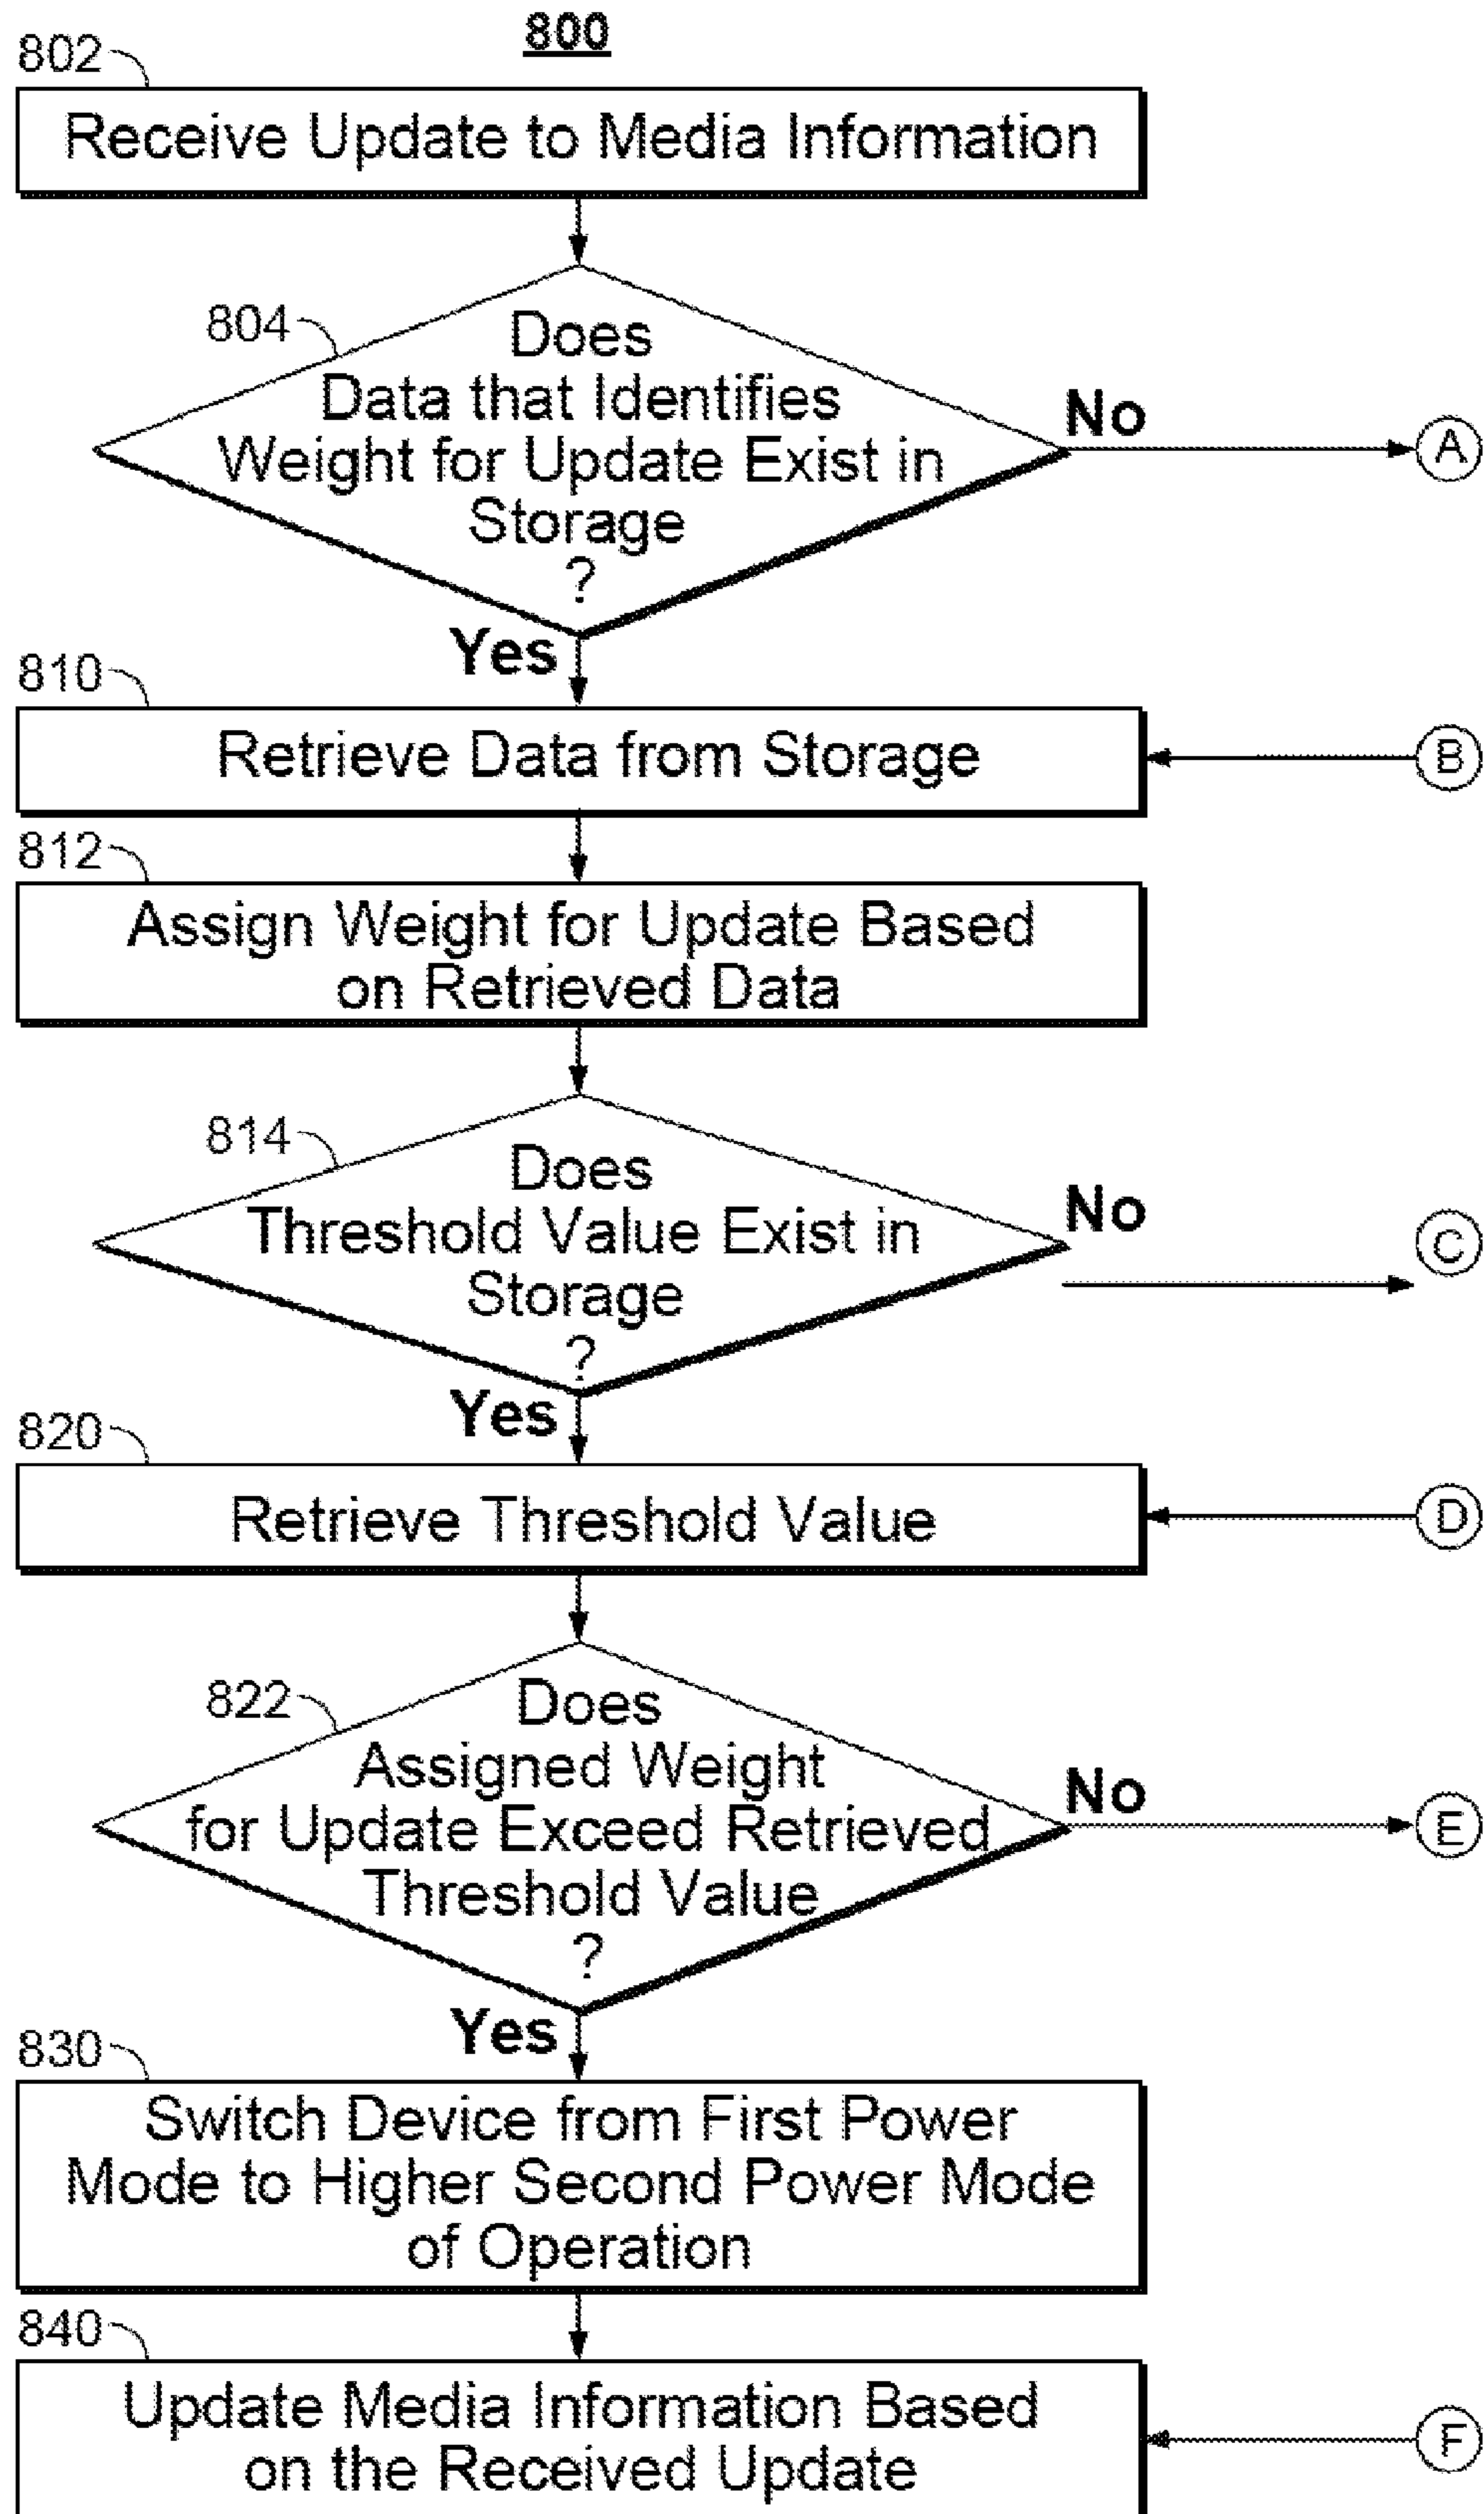 800
802
Receive Update to Media Information
804
Does
Data that Identifies
Weight for Update Exist in
Storage
?
No
A
Yes
810
Retrieve Data from Storage
B
812
Assign Weight for Update Based
on Retrieved Data
814
Does
Threshold Value Exist in
Storage
?
No
C
Yes
820
Retrieve Threshold Value
D
822
Does
Assigned Weight
for Update Exceed Retrieved
Threshold Value
?
No
E
Yes
830
Switch Device from First Power
Mode to Higher Second Power Mode
of Operation
840
Update Media Information Based
on the Received Update
F